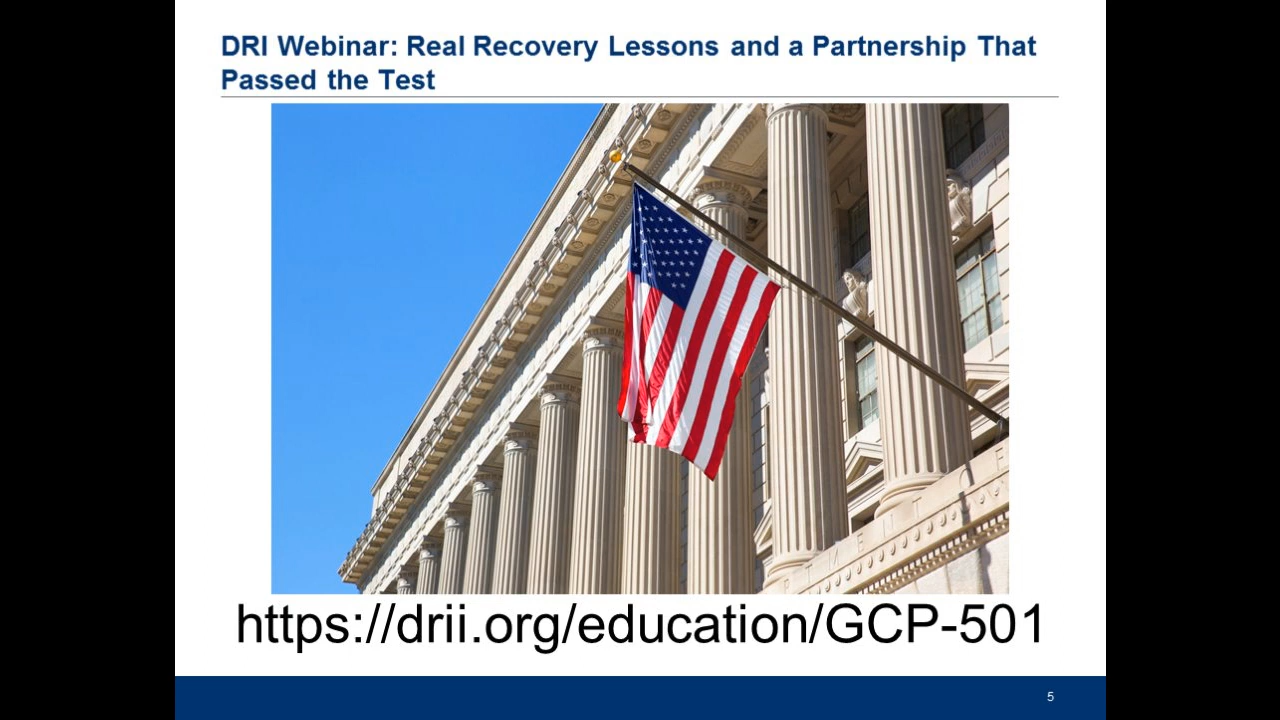 DRI Webinar: Real Recovery Lessons and a Partnership That
Passed the Test
https://drii.org/education/GCP-501
5